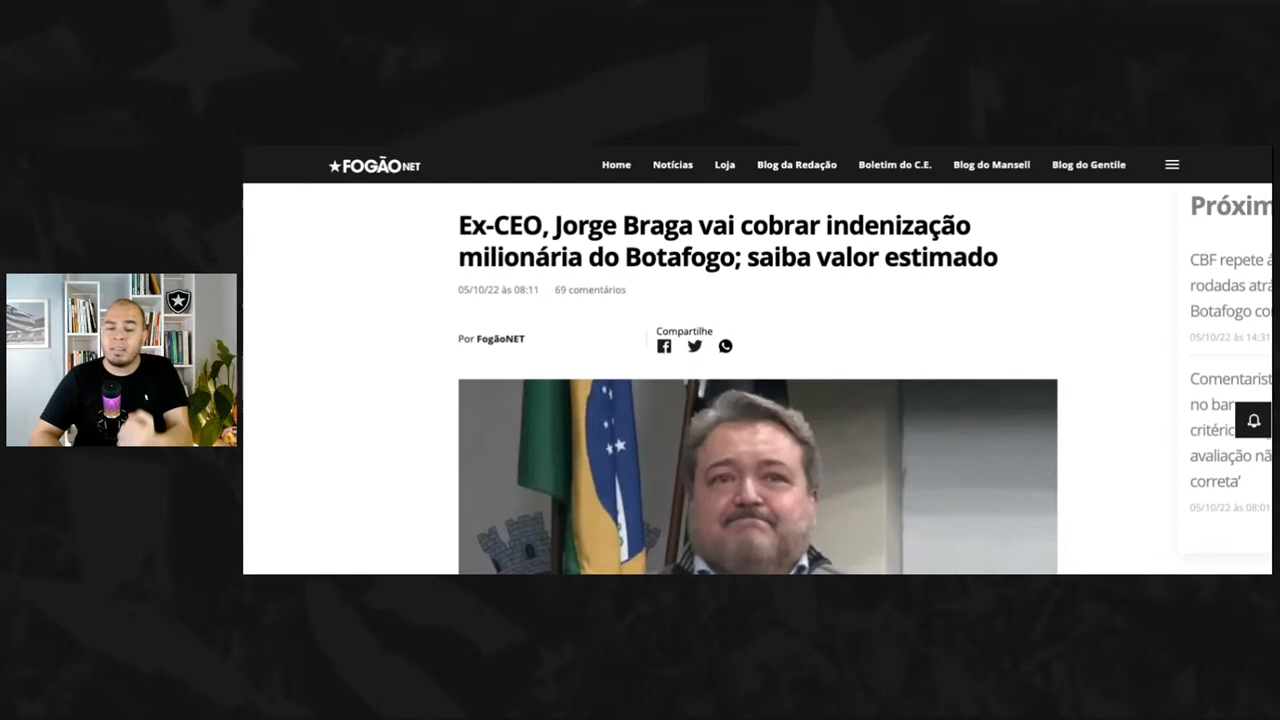 FOGÃONET
Home
Notícias
Loja
Blog da Redação
Boletim do C.E.
Blog do Mansell
Blog do Gentile
Ex-CEO, Jorge Braga vai cobrar indenização
milionária do Botafogo; saiba valor estimado
05/10/22 às 08:11 69 comentários
Por FogãoNET
Compartilhe
Próxim
CBF repete á
rodadas atrá
Botafogo co
05/10/22 às 14:31
Comentarist
no bar
critéric
avaliação nã
correta’
05/10/22 às 08:01